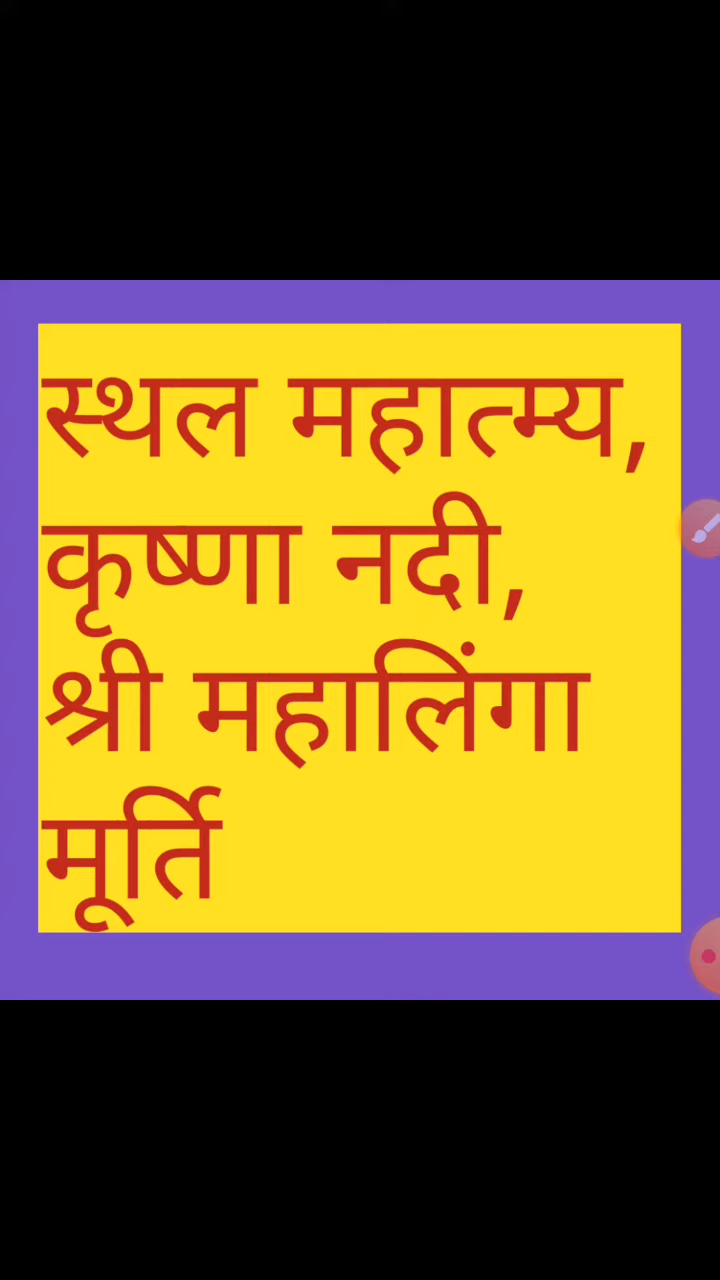 स्थल महात्म्य,
कृष्णा नदी,
श्री महालिंगा
मूर्ति